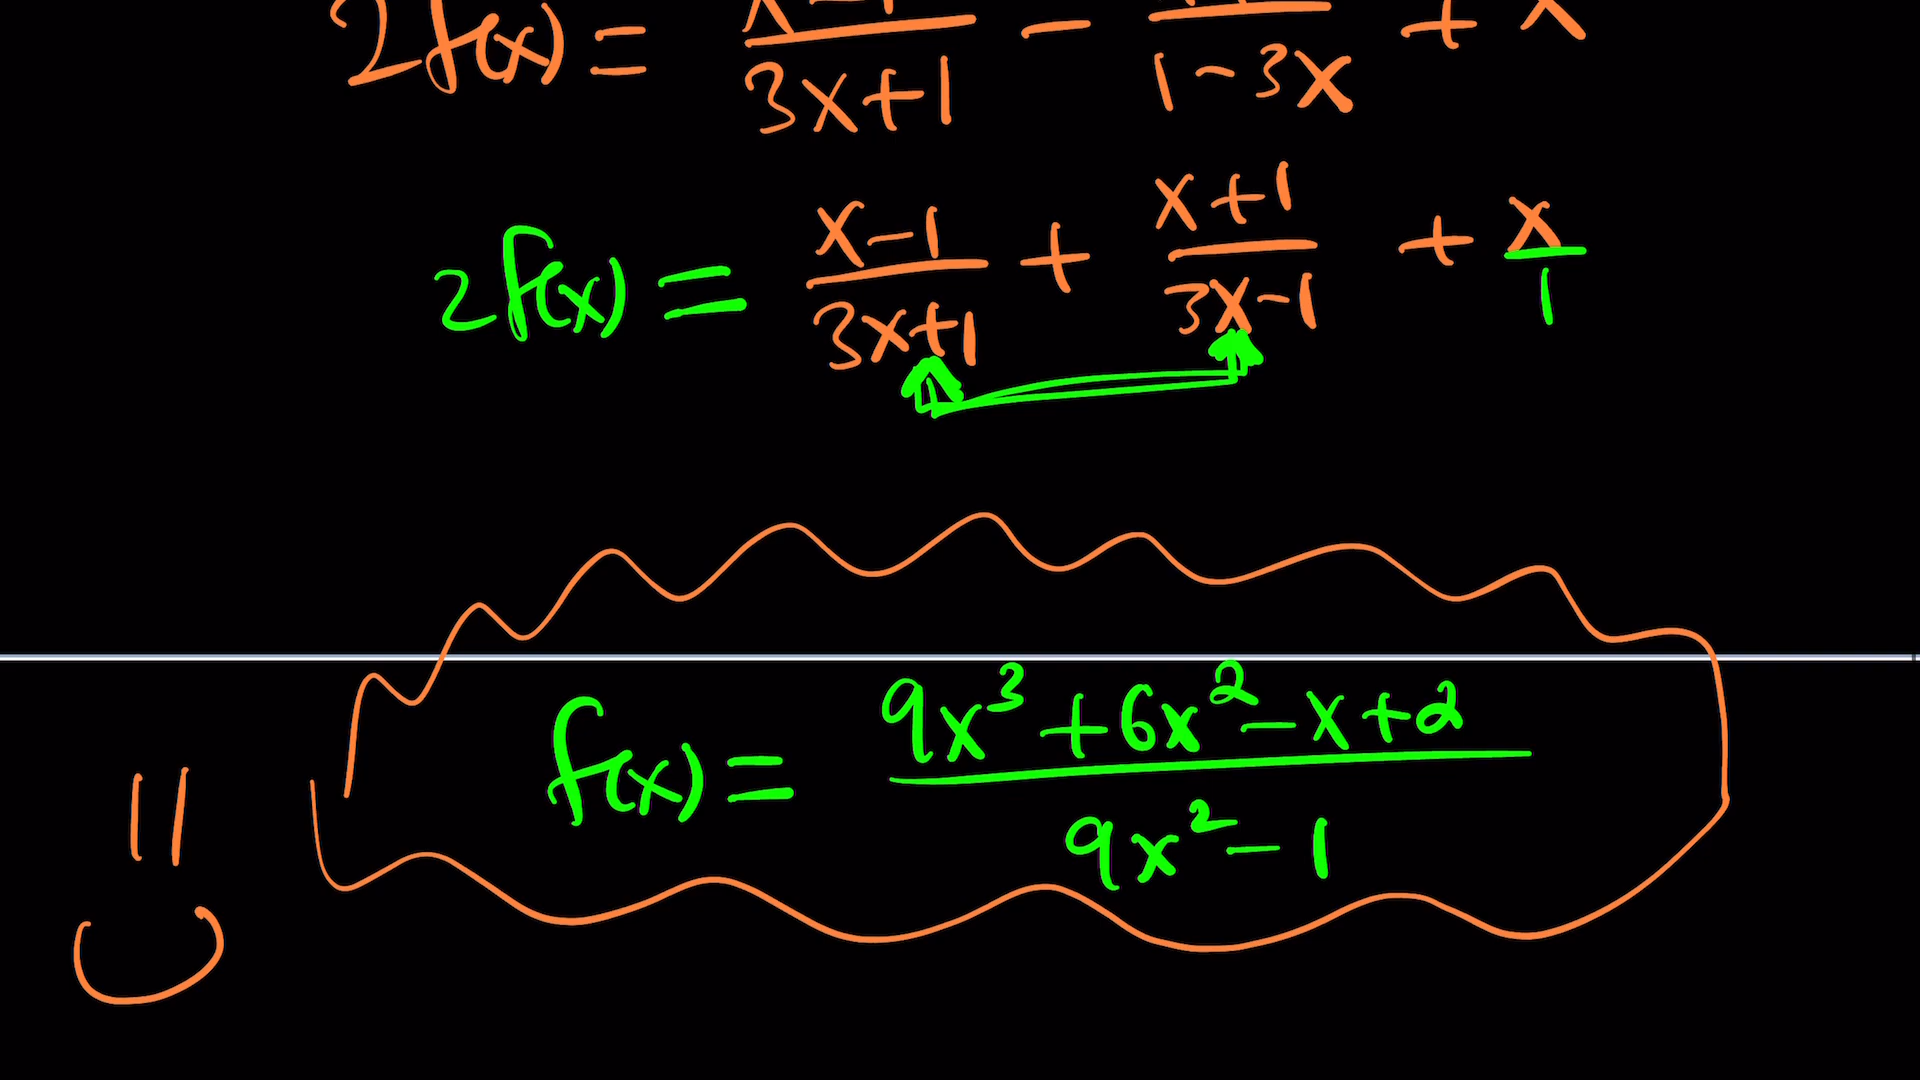 2f(x) = x-1/3x+1 - x+1/1-3x + x
2f(x) = x-1/3x+1 + x+1/3x-1 + x/1
f(x) = 9x³+6x²-x+2/9x²-1